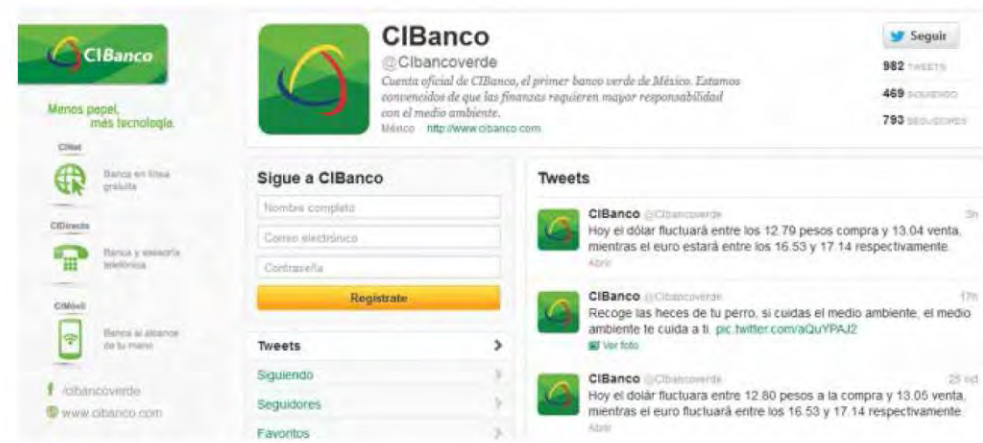 CIBanco
Menos papel,
más tecnología.
CINet
Banca en línea
gratuita
CIDirecto
Banca y asesoría
telefónica
CIMóvil
Banca al alcance
de tu mano
/cibancoverde
www.cibanco.com
CIBanco
@CIbancoverde
Cuenta oficial de CIBanco, el primer banco verde de México. Estamos
convencidos de que las finanzas requieren mayor responsabilidad
con el medio ambiente.
México · http://www.cibanco.com
Seguir
982 TWEETS
469 SIGUIENDO
793 SEGUIDORES
Sigue a CIBanco
Nombre completo
Correo electrónico
Contraseña
Regístrate
Tweets
Siguiendo
Seguidores
Favoritos
Tweets
CIBanco @CIbancoverde 3h
Hoy el dólar fluctuará entre los 12.79 pesos compra y 13.04 venta,
mientras el euro estará entre los 16.53 y 17.14 respectivamente.
Abrir
CIBanco @CIbancoverde 17h
Recoge las heces de tu perro, si cuidas el medio ambiente, el medio
ambiente te cuida a ti. pic.twitter.com/aQuYPAJ2
Ver foto
CIBanco @CIbancoverde
Hoy el dolár fluctuara entre 12.80 pesos a la compra y 13.05 venta,
mientras el euro fluctuará entre los 16.53 y 17.14 respectivamente.
Abrir